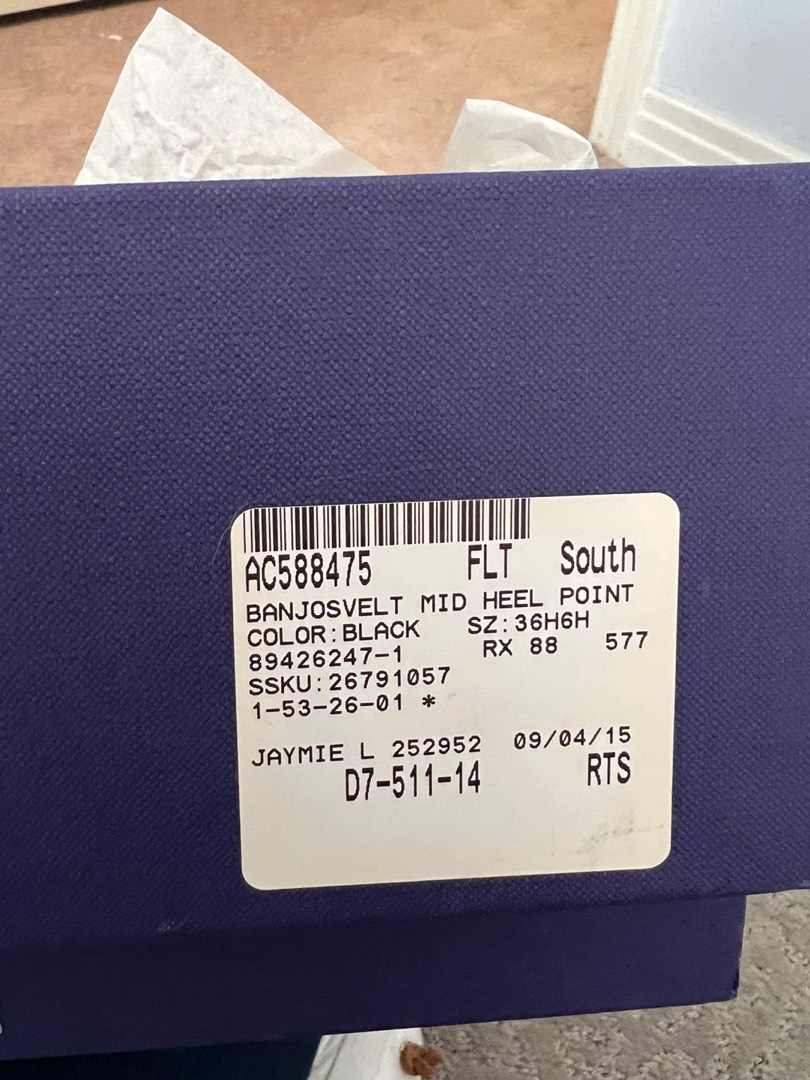 AC588475 FLT South
BANJOSVELT MID HEEL POINT
COLOR:BLACK SZ:36H6H
89426247-1 RX 88 577
SSKU:26791057
1-53-26-01 *
JAYMIE L 252952 09/04/15
D7-511-14 RTS